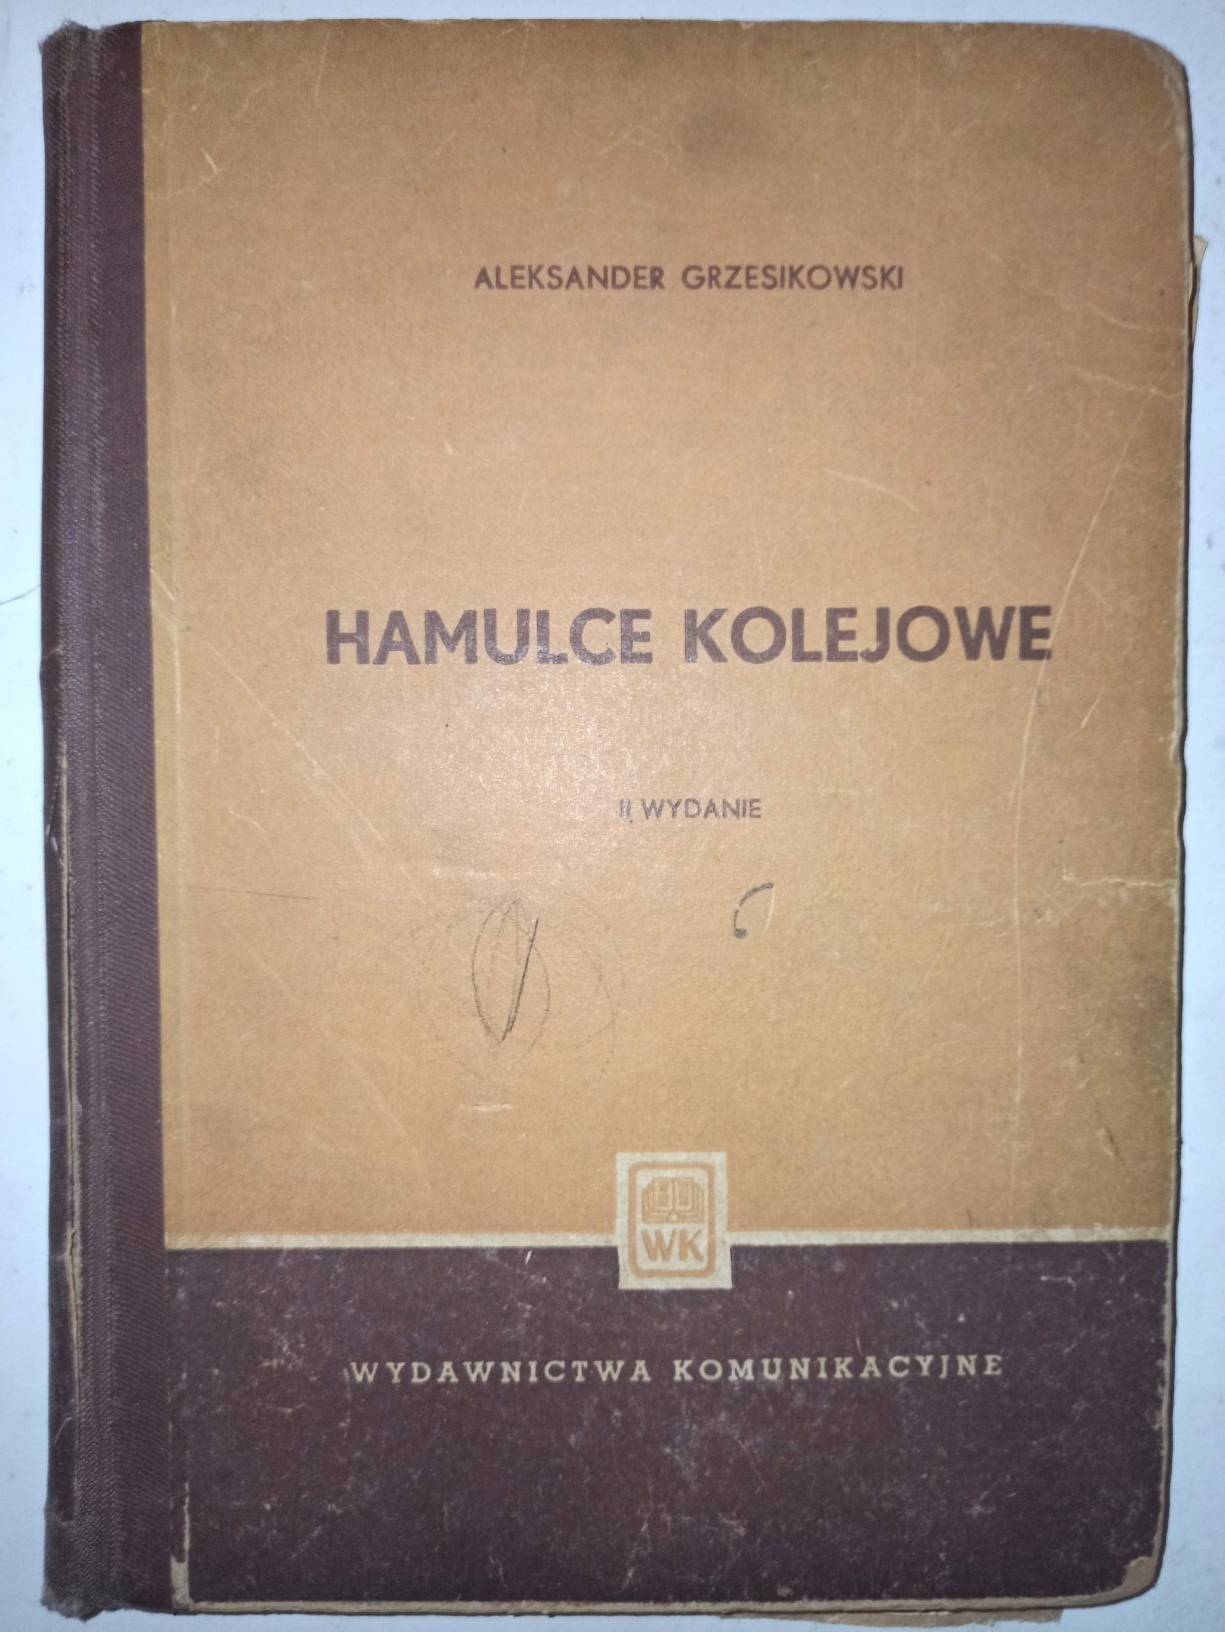 ALEKSANDER GRZESIKOWSKI
HAMULCE KOLEJOWE
II WYDANIE
WK
WYDAWNICTWA KOMUNIKACYJNE